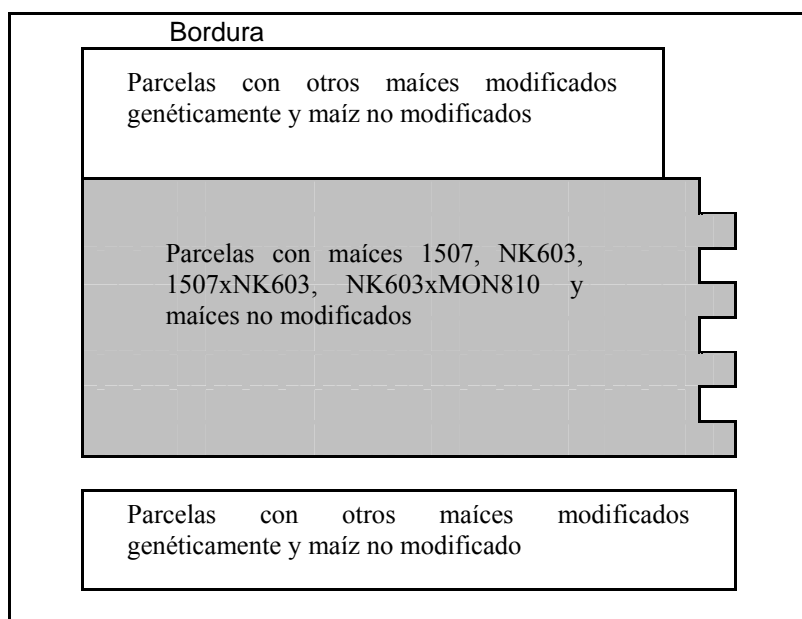 Bordura
Parcelas con otros maíces modificados
genéticamente y maíz no modificados
Parcelas con maíces 1507, NK603,
1507xNK603, NK603xMON810 y
maíces no modificados
Parcelas con otros maíces modificados
genéticamente y maíz no modificado